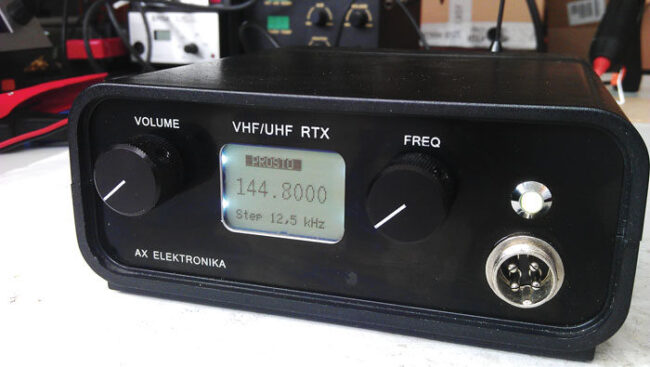 VOLUME
VHF/UHF RTX
FREQ
PROSTO
144.8000
Step 12,5 kHz
AX ELEKTRONIKA